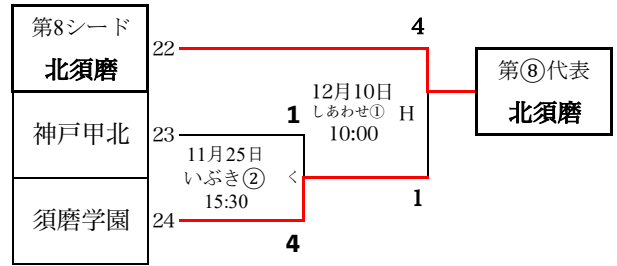 第8シード
北須磨
22
4
第⑧代表
北須磨
12月10日
しあわせ①
10:00
H
神戸甲北
23
1
11月25日
いぶき②
15:30
く
須磨学園
24
4
1